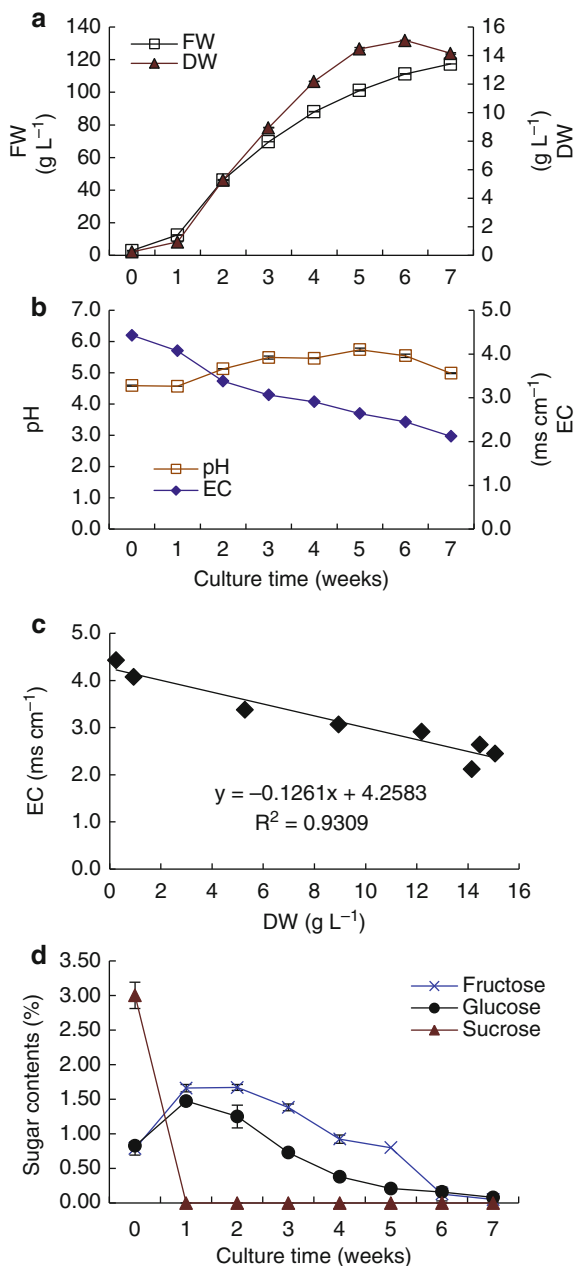 a
FW
DW
140
120
100
80
60
40
20
0
16
14
12
10
8
6
4
2
0
FW
(g L⁻¹)
(g L⁻¹)
DW
0 1 2 3 4 5 6 7
b
7.0
6.0
5.0
4.0
3.0
2.0
1.0
0.0
5.0
4.0
3.0
2.0
1.0
0.0
pH
(ms cm⁻¹)
EC
pH
EC
0 1 2 3 4 5 6 7
Culture time (weeks)
c
5.0
4.0
3.0
2.0
1.0
0.0
EC (ms cm⁻¹)
y = –0.1261x + 4.2583
R² = 0.9309
0 2 4 6 8 10 12 14 16
DW (g L⁻¹)
d
3.50
3.00
2.50
2.00
1.50
1.00
0.50
0.00
Sugar contents (%)
Fructose
Glucose
Sucrose
0 1 2 3 4 5 6 7
Culture time (weeks)